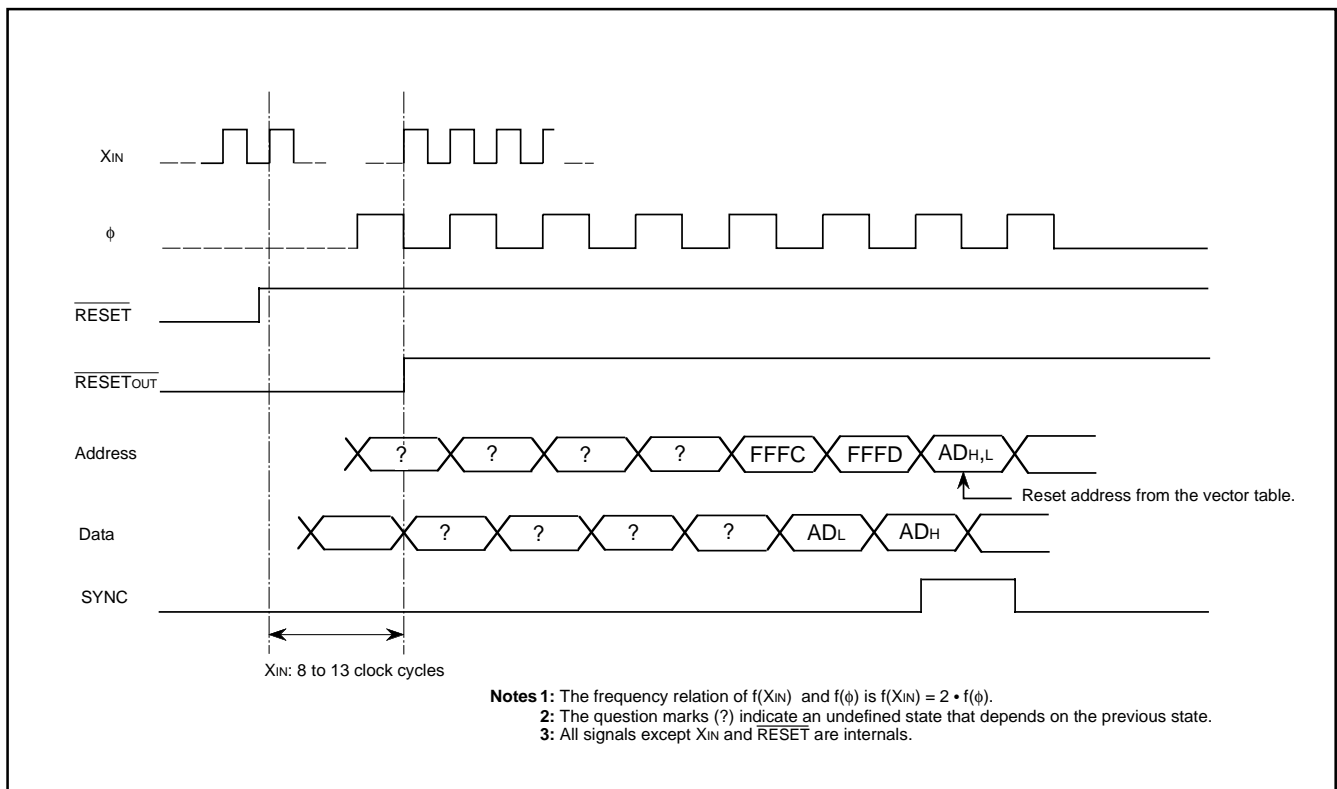 XIN
ϕ
RESET
RESETOUT
Address
? ? ? ? FFFC FFFD ADH,L
Reset address from the vector table.
Data
? ? ? ? ADL ADH
SYNC
XIN: 8 to 13 clock cycles
Notes 1: The frequency relation of f(XIN) and f(ϕ) is f(XIN) = 2 • f(ϕ).
2: The question marks (?) indicate an undefined state that depends on the previous state.
3: All signals except XIN and RESET are internals.